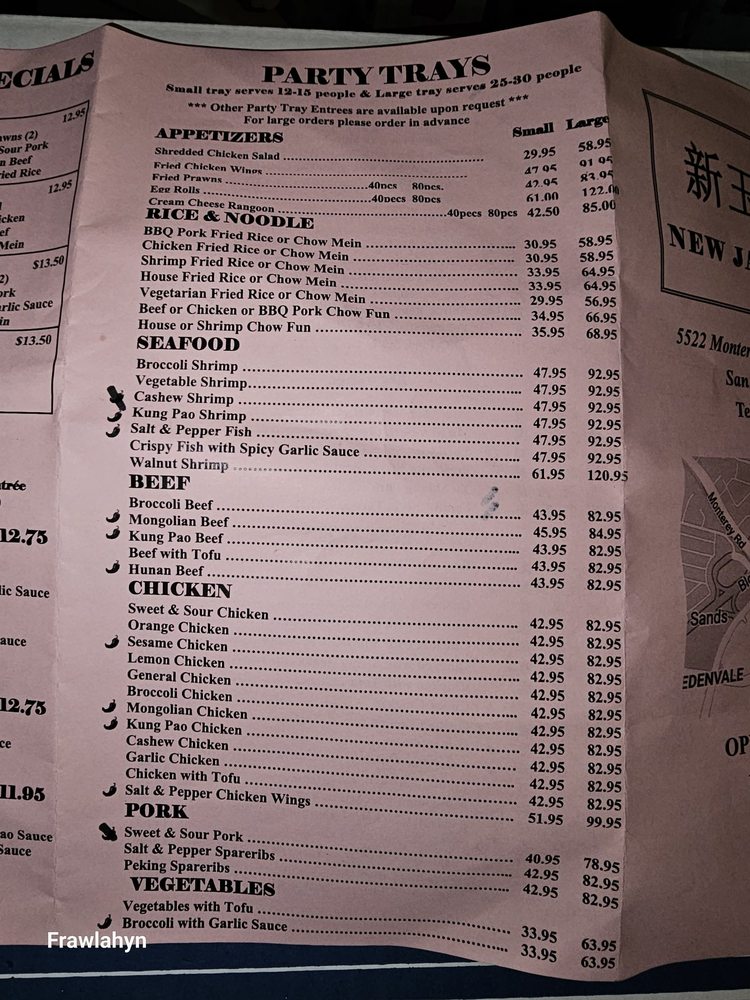 ECIALS
12.95
awns (2)
Sour Pork
n Beef
ried Rice
12.95
icken
ef
Mein
$13.50
2)
ork
arlic Sauce
in
$13.50
ntrée
12.75
lic Sauce
auce
12.75
ce
11.95
ao Sauce
Sauce
PARTY TRAYS
Small tray serves 12-15 people & Large tray serves 25-30 people
*** Other Party Tray Entrees are available upon request ***
For large orders please order in advance
APPETIZERS Small Large
Shredded Chicken Salad 29.95 58.95
Fried Chicken Wings 47.95 91.95
Fried Prawns 40pcs 80pcs. 42.95 83.95
Egg Rolls 40pecs 80pcs 61.00 122.00
Cream Cheese Rangoon 40pecs 80pcs 42.50 85.00
RICE & NOODLE
BBQ Pork Fried Rice or Chow Mein 30.95 58.95
Chicken Fried Rice or Chow Mein 30.95 58.95
Shrimp Fried Rice or Chow Mein 33.95 64.95
House Fried Rice or Chow Mein 33.95 64.95
Vegetarian Fried Rice or Chow Mein 29.95 56.95
Beef or Chicken or BBQ Pork Chow Fun 34.95 66.95
House or Shrimp Chow Fun 35.95 68.95
SEAFOOD
Broccoli Shrimp 47.95 92.95
Vegetable Shrimp 47.95 92.95
Cashew Shrimp 47.95 92.95
Kung Pao Shrimp 47.95 92.95
Salt & Pepper Fish 47.95 92.95
Crispy Fish with Spicy Garlic Sauce 47.95 92.95
Walnut Shrimp 61.95 120.95
BEEF
Broccoli Beef 43.95 82.95
Mongolian Beef 45.95 84.95
Kung Pao Beef 43.95 82.95
Beef with Tofu 43.95 82.95
Hunan Beef 43.95 82.95
CHICKEN
Sweet & Sour Chicken 42.95 82.95
Orange Chicken 42.95 82.95
Sesame Chicken 42.95 82.95
Lemon Chicken 42.95 82.95
General Chicken 42.95 82.95
Broccoli Chicken 42.95 82.95
Mongolian Chicken 42.95 82.95
Kung Pao Chicken 42.95 82.95
Cashew Chicken 42.95 82.95
Garlic Chicken 42.95 82.95
Chicken with Tofu 42.95 82.95
Salt & Pepper Chicken Wings 51.95 99.95
PORK
Sweet & Sour Pork 40.95 78.95
Salt & Pepper Spareribs 42.95 82.95
Peking Spareribs 42.95 82.95
VEGETABLES
Vegetables with Tofu 33.95 63.95
Broccoli with Garlic Sauce 33.95 63.95
新玉
NEW JA
5522 Monter
San
Te
Monterey Rd
Bl
Sands
EDENVALE
OP
Frawlahyn